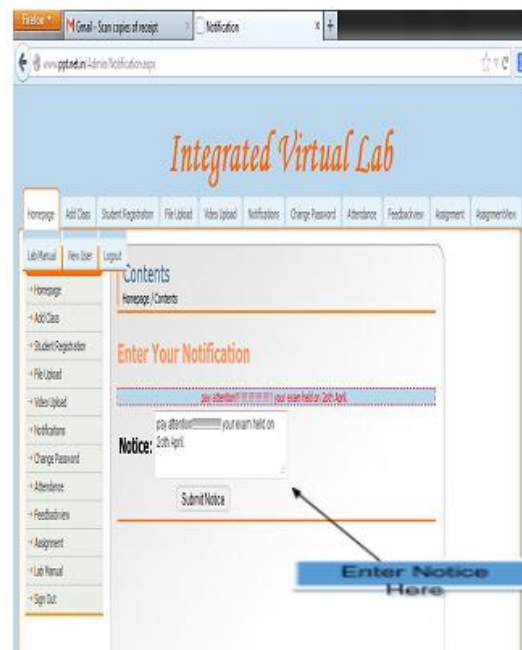 Firefox
Gmail - Scan copies of receipt
Notification
www.ppt.net.in/Admin/Notification.aspx
Integrated Virtual Lab
Homepage Add Class Student Registration File Upload Video Upload Notifications Change Password Attendance Feedbackview Assignment AssignmentView
Lab Manual View User Logout
Contents
Homepage / Contents
Homepage
Add Class
Student Registration
File Upload
Video Upload
Notifications
Change Password
Attendance
Feedbackview
Assignment
Lab Manual
Sign Out
Enter Your Notification
your exam held on 2oth April.
Notice:
your exam held on
2oth April.
Submit Notice
Enter Notice
Here